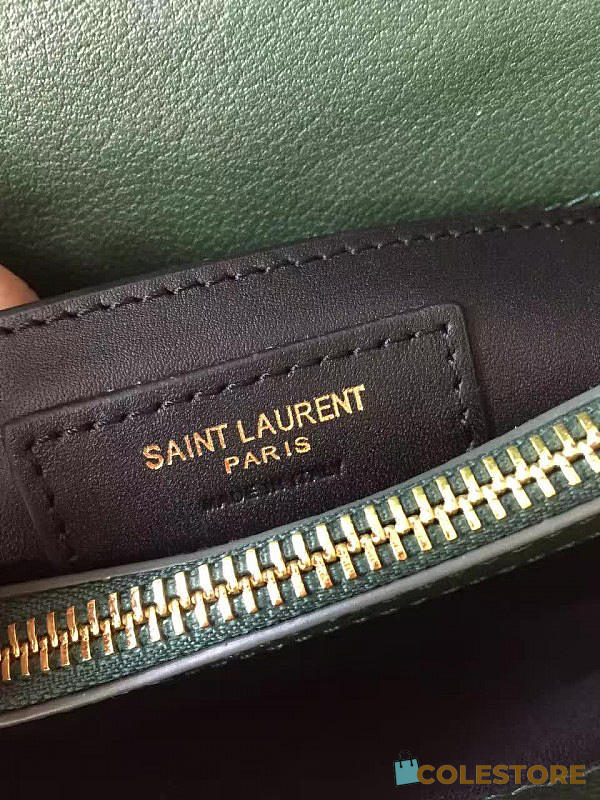 SAINT LAURENT
PARIS
MADE IN ITALY
COLESTORE